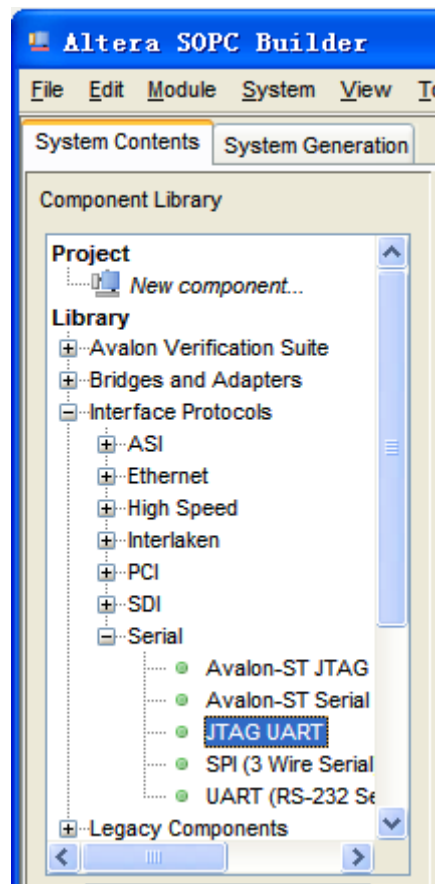 Altera SOPC Builder
File Edit Module System View
System Contents System Generation
Component Library
Project
New component...
Library
Avalon Verification Suite
Bridges and Adapters
Interface Protocols
ASI
Ethernet
High Speed
Interlaken
PCI
SDI
Serial
Avalon-ST JTAG
Avalon-ST Serial
JTAG UART
SPI (3 Wire Serial
UART (RS-232 Se
Legacy Components